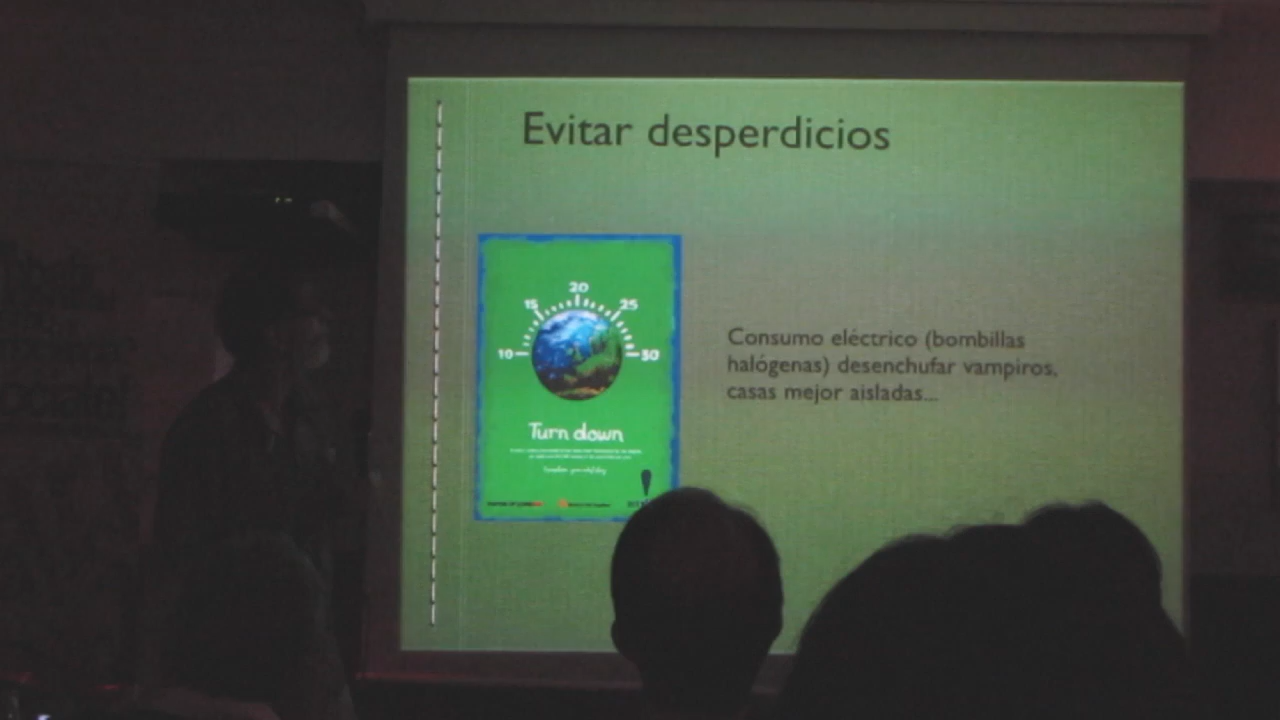 Evitar desperdicios
20
15 25
10 30
Turn down
Consumo eléctrico (bombillas
halógenas) desenchufar vampiros,
casas mejor aisladas...